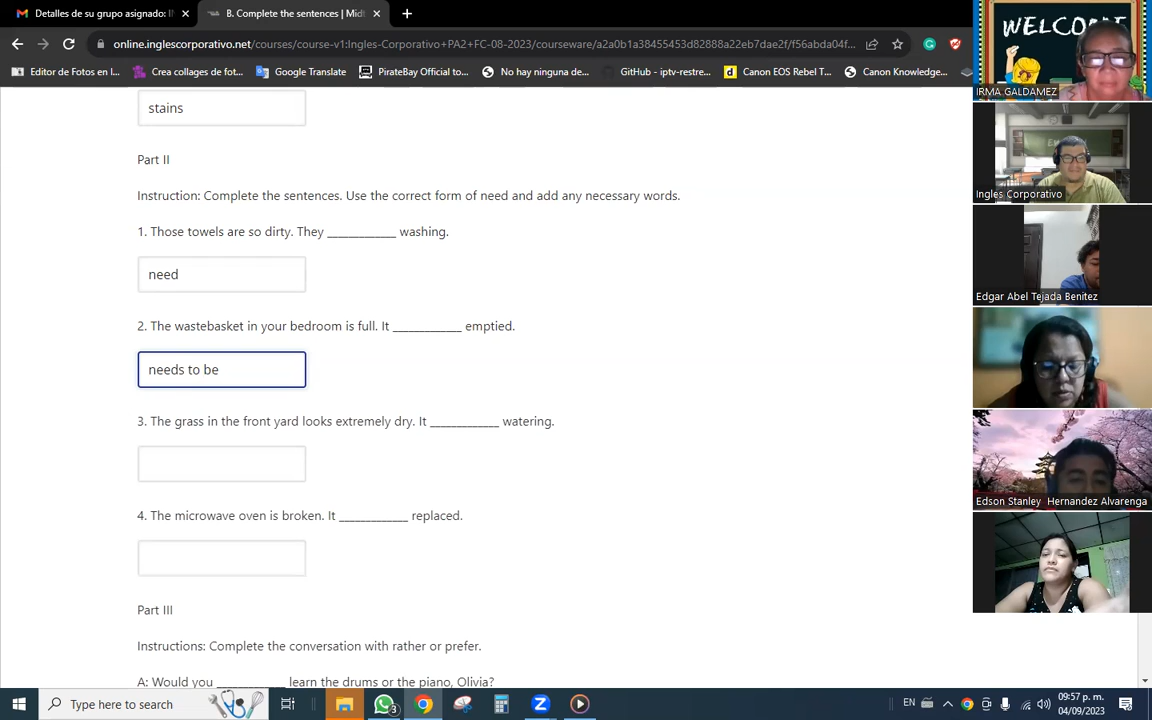 Detalles de su grupo asignado: I
B. Complete the sentences | Midt
online.inglescorporativo.net/courses/course-v1:Ingles-Corporativo+PA2+FC-08-2023/courseware/a2a0b1a38455453d82888a22eb7dae2f/f56abda04f...
Editor de Fotos en l...
Crea collages de fot...
Google Translate
PirateBay Official to...
No hay ninguna de...
GitHub - iptv-restre...
Canon EOS Rebel T...
Canon Knowledge...
stains
Part II
Instruction: Complete the sentences. Use the correct form of need and add any necessary words.
1. Those towels are so dirty. They ____________ washing.
need
2. The wastebasket in your bedroom is full. It ____________ emptied.
needs to be
3. The grass in the front yard looks extremely dry. It ____________ watering.
4. The microwave oven is broken. It ____________ replaced.
Part III
Instructions: Complete the conversation with rather or prefer.
A: Would you ____________ learn the drums or the piano, Olivia?
WELCOME
IRMA GALDAMEZ
Ingles Corporativo
Edgar Abel Tejada Benitez
Edson Stanley Hernandez Alvarenga
Type here to search
3
EN
09:57 p. m.
04/09/2023